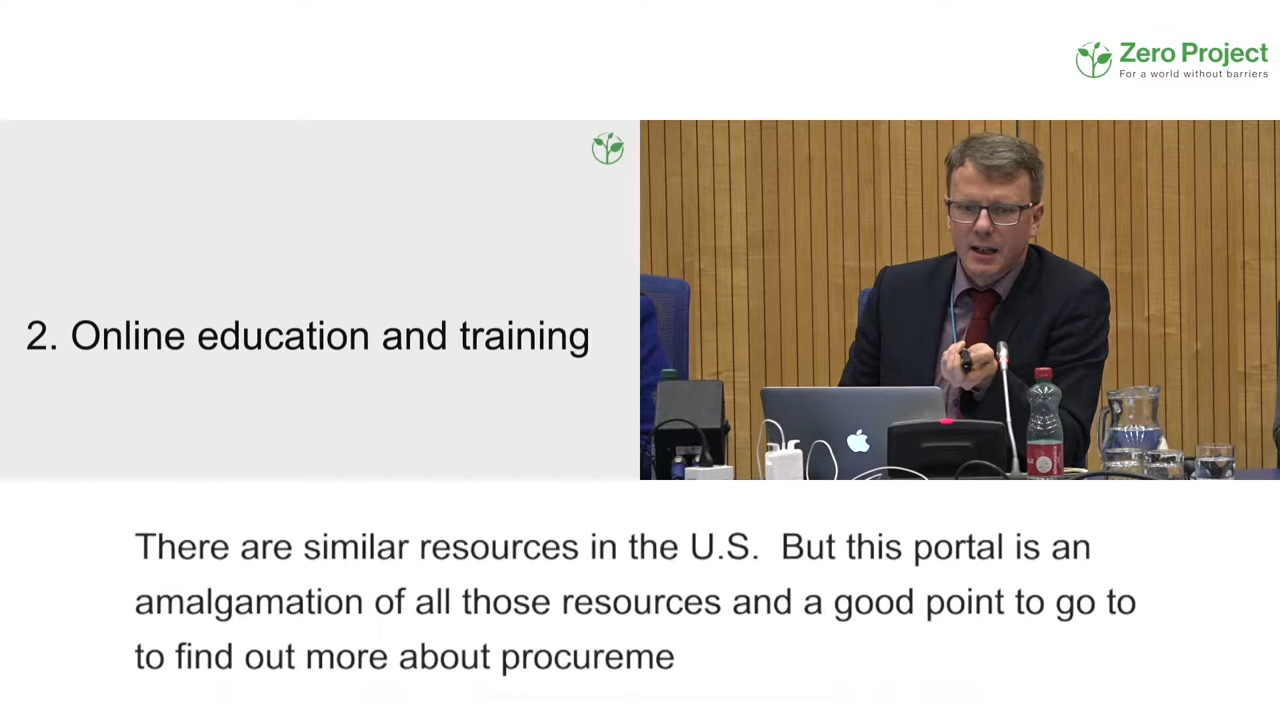 Zero Project
For a world without barriers
2. Online education and training
There are similar resources in the U.S.  But this portal is an
amalgamation of all those resources and a good point to go to
to find out more about procureme